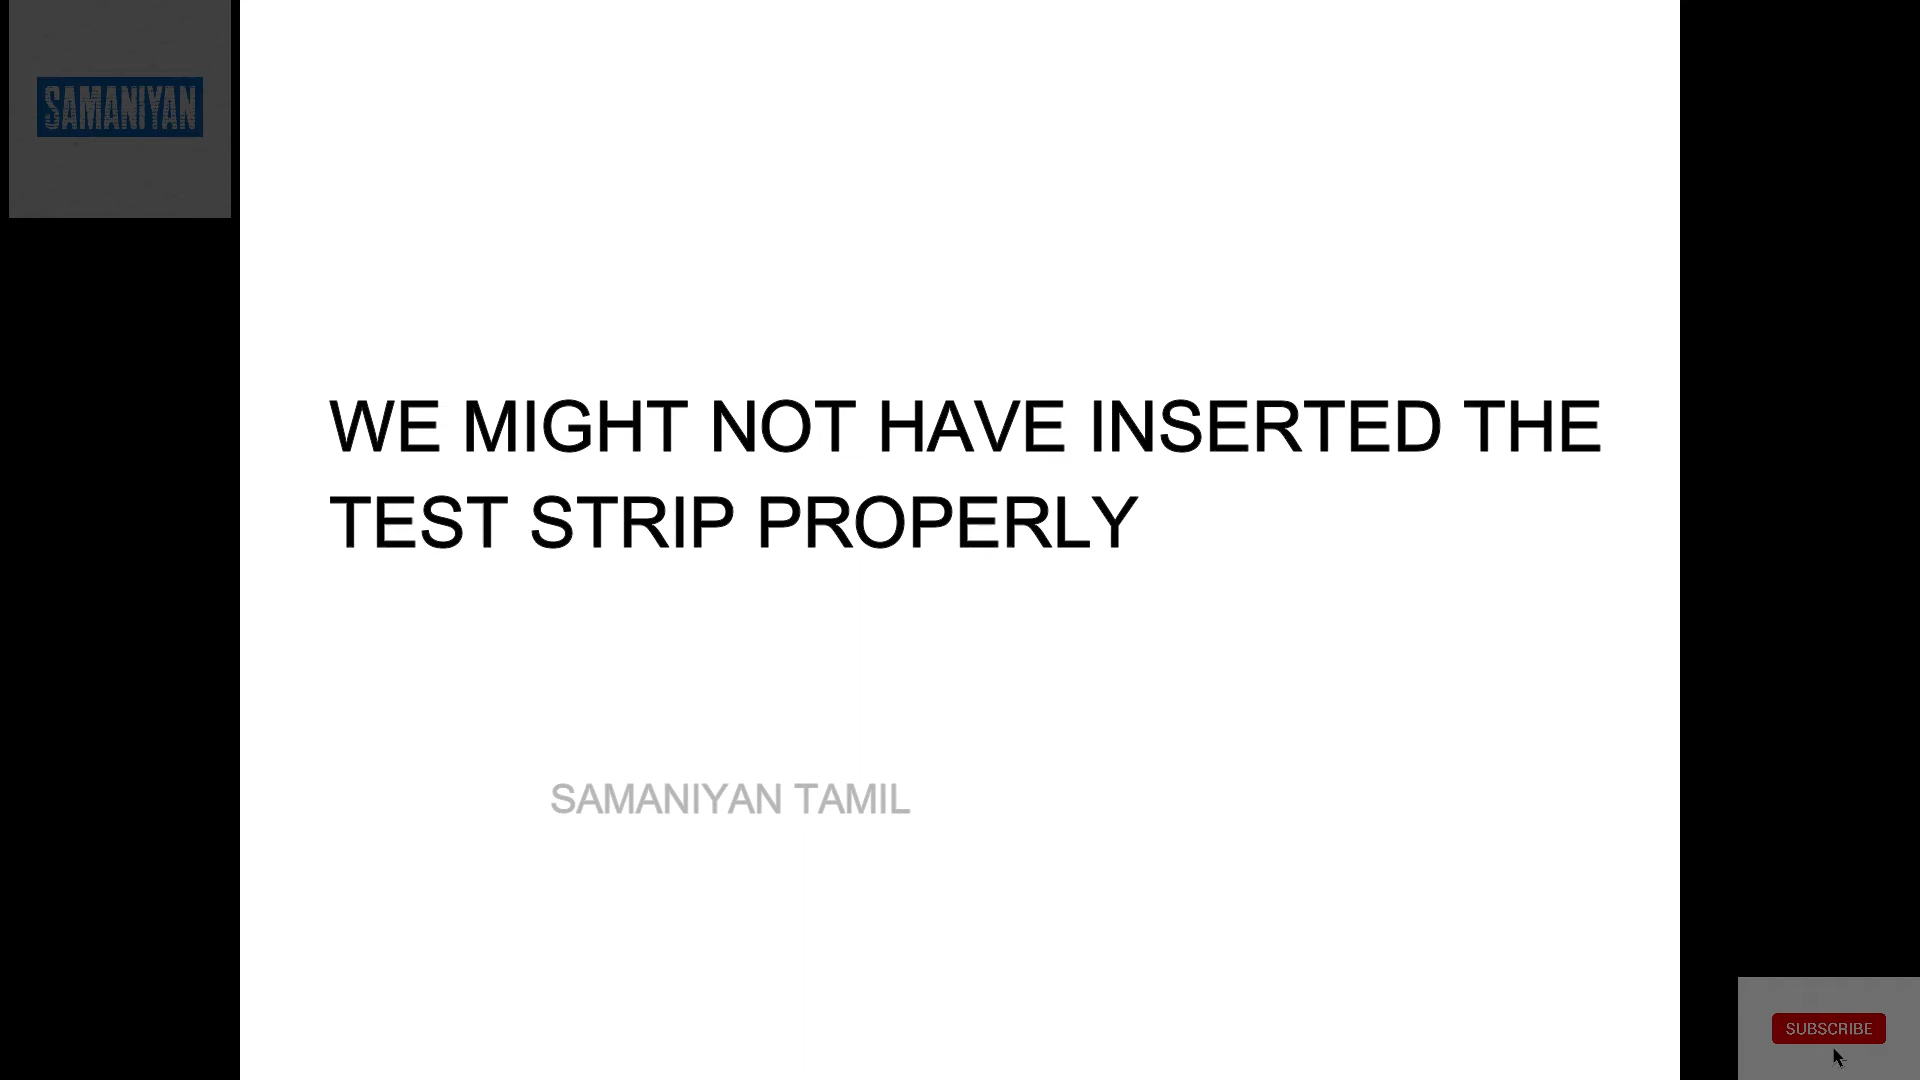 SAMANIYAN
WE MIGHT NOT HAVE INSERTED THE
TEST STRIP PROPERLY
SAMANIYAN TAMIL
SUBSCRIBE